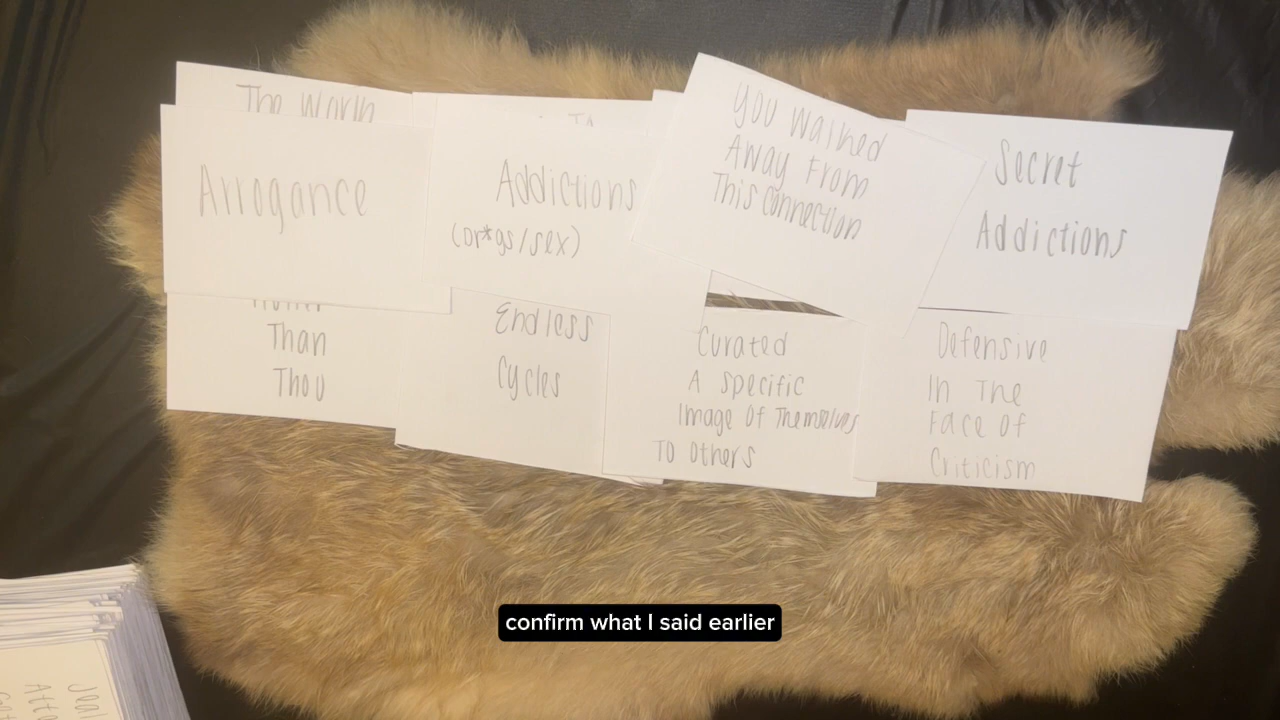 The World
Arrogance
Addictions
(Dr*gs/sex)
You Walked
Away From
This Connection
Secret
Addictions
Than
Thou
Endless
Cycles
Curated
A Specific
Image Of Themselves
To Others
Defensive
In The
Face Of
Criticism
confirm what I said earlier